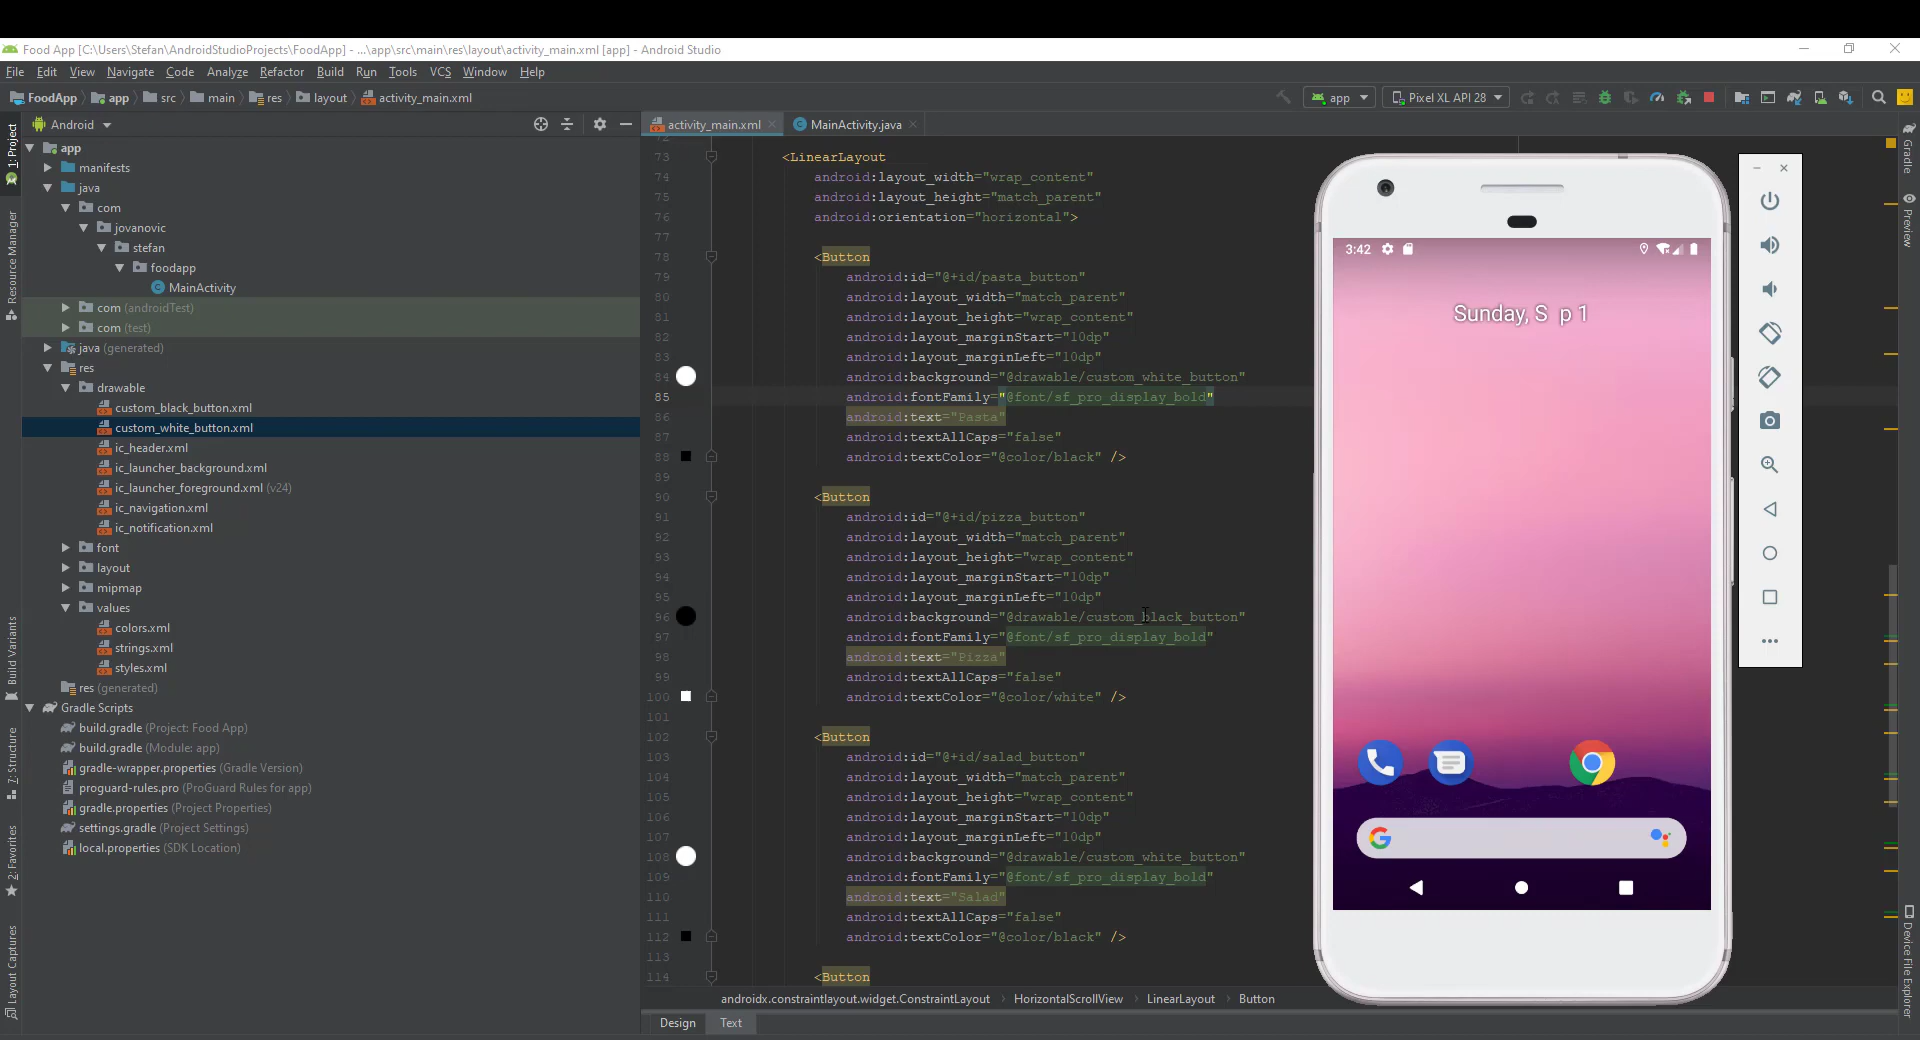 Food App [C:\Users\Stefan\AndroidStudioProjects\FoodApp] - ...\app\src\main\res\layout\activity_main.xml [app] - Android Studio
File Edit View Navigate Code Analyze Refactor Build Run Tools VCS Window Help
FoodApp app src main res layout activity_main.xml
app Pixel XL API 28
Android
activity_main.xml MainActivity.java
1: Project
Resource Manager
Build Variants
7: Structure
2: Favorites
Layout Captures
app
manifests
java
com
jovanovic
stefan
foodapp
MainActivity
com (androidTest)
com (test)
java (generated)
res
drawable
custom_black_button.xml
custom_white_button.xml
ic_header.xml
ic_launcher_background.xml
ic_launcher_foreground.xml (v24)
ic_navigation.xml
ic_notification.xml
font
layout
mipmap
values
colors.xml
strings.xml
styles.xml
res (generated)
Gradle Scripts
build.gradle (Project: Food App)
build.gradle (Module: app)
gradle-wrapper.properties (Gradle Version)
proguard-rules.pro (ProGuard Rules for app)
gradle.properties (Project Properties)
settings.gradle (Project Settings)
local.properties (SDK Location)
73 <LinearLayout
74 android:layout_width="wrap_content"
75 android:layout_height="match_parent"
76 android:orientation="horizontal">
77
78 <Button
79 android:id="@+id/pasta_button"
80 android:layout_width="match_parent"
81 android:layout_height="wrap_content"
82 android:layout_marginStart="10dp"
83 android:layout_marginLeft="10dp"
84 android:background="@drawable/custom_white_button"
85 android:fontFamily="@font/sf_pro_display_bold"
86 android:text="Pasta"
87 android:textAllCaps="false"
88 android:textColor="@color/black" />
89
90 <Button
91 android:id="@+id/pizza_button"
92 android:layout_width="match_parent"
93 android:layout_height="wrap_content"
94 android:layout_marginStart="10dp"
95 android:layout_marginLeft="10dp"
96 android:background="@drawable/custom_black_button"
97 android:fontFamily="@font/sf_pro_display_bold"
98 android:text="Pizza"
99 android:textAllCaps="false"
100 android:textColor="@color/white" />
101
102 <Button
103 android:id="@+id/salad_button"
104 android:layout_width="match_parent"
105 android:layout_height="wrap_content"
106 android:layout_marginStart="10dp"
107 android:layout_marginLeft="10dp"
108 android:background="@drawable/custom_white_button"
109 android:fontFamily="@font/sf_pro_display_bold"
110 android:text="Salad"
111 android:textAllCaps="false"
112 android:textColor="@color/black" />
113
114 <Button
androidx.constraintlayout.widget.ConstraintLayout HorizontalScrollView LinearLayout Button
Design Text
3:42
Sunday, S p 1
Gradle
Preview
Device File Explorer